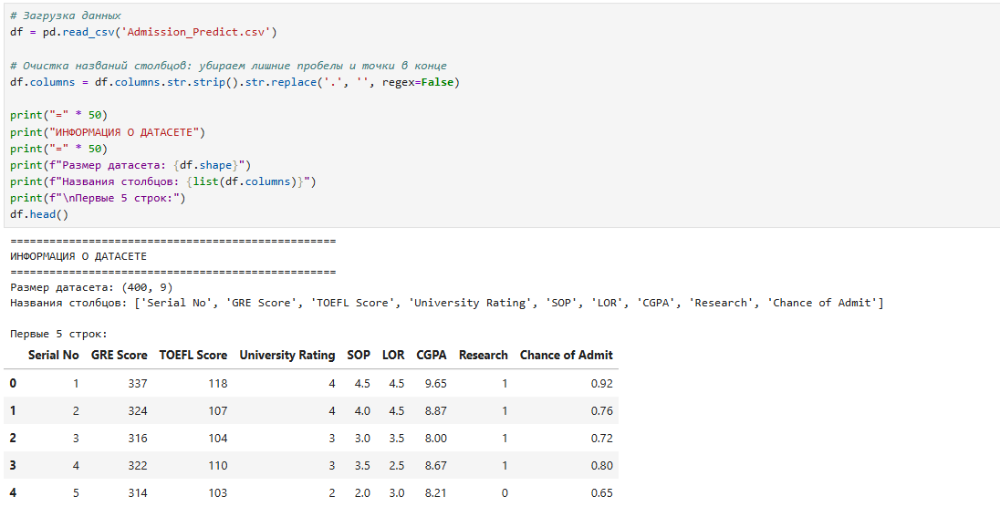 # Загрузка данных
df = pd.read_csv('Admission_Predict.csv')
# Очистка названий столбцов: убираем лишние пробелы и точки в конце
df.columns = df.columns.str.strip().str.replace('.', '', regex=False)
print("=" * 50)
print("ИНФОРМАЦИЯ О ДАТАСЕТЕ")
print("=" * 50)
print(f"Размер датасета: {df.shape}")
print(f"Названия столбцов: {list(df.columns)}")
print(f"\nПервые 5 строк:")
df.head()
==================================================
ИНФОРМАЦИЯ О ДАТАСЕТЕ
==================================================
Размер датасета: (400, 9)
Названия столбцов: ['Serial No', 'GRE Score', 'TOEFL Score', 'University Rating', 'SOP', 'LOR', 'CGPA', 'Research', 'Chance of Admit']
Первые 5 строк:
Serial No GRE Score TOEFL Score University Rating SOP LOR CGPA Research Chance of Admit
0 1 337 118 4 4.5 4.5 9.65 1 0.92
1 2 324 107 4 4.0 4.5 8.87 1 0.76
2 3 316 104 3 3.0 3.5 8.00 1 0.72
3 4 322 110 3 3.5 2.5 8.67 1 0.80
4 5 314 103 2 2.0 3.0 8.21 0 0.65